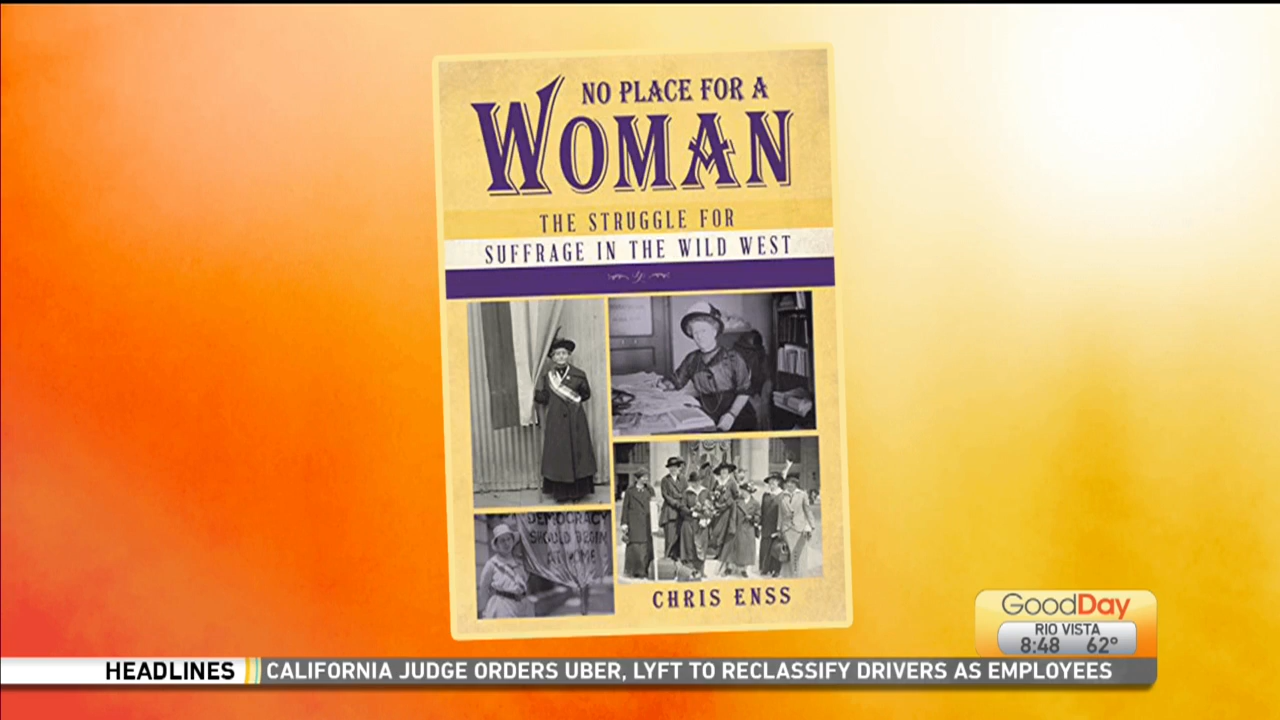 NO PLACE FOR A
WOMAN
THE STRUGGLE FOR
SUFFRAGE IN THE WILD WEST
DEMOCRACY
SHOULD BEGIN
AT HOME
CHRIS ENSS
GoodDay
RIO VISTA
8:48 62°
HEADLINES CALIFORNIA JUDGE ORDERS UBER, LYFT TO RECLASSIFY DRIVERS AS EMPLOYEES